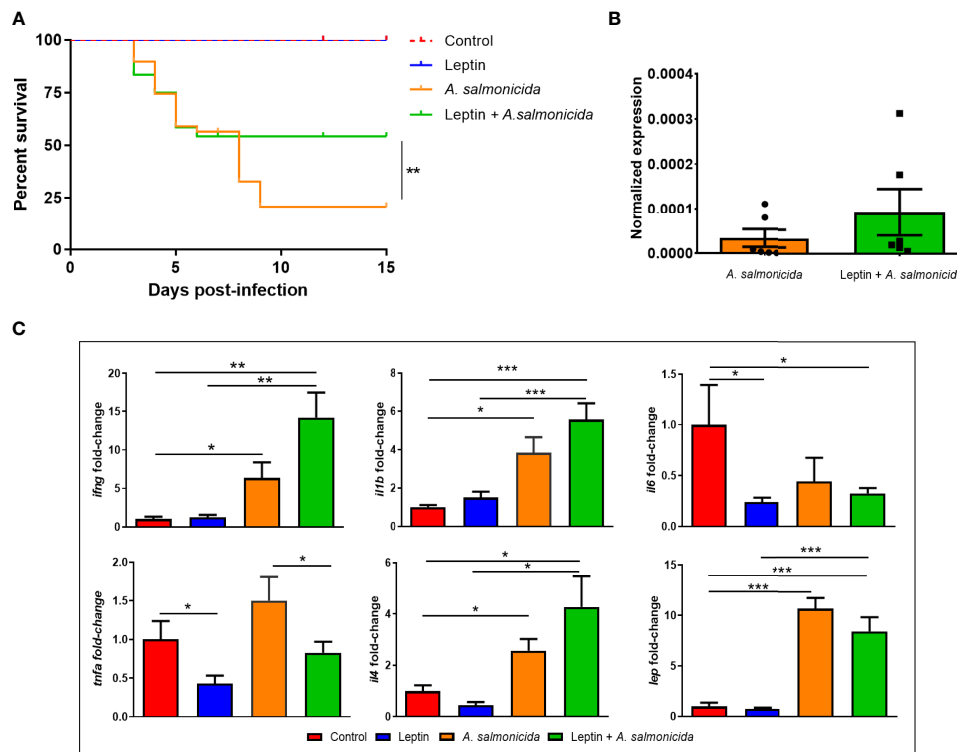 A
100
75
50
25
0
Percent survival
0
5
10
15
Days post-infection
Control
Leptin
A. salmonicida
Leptin + A.salmonicida
**
B
0.0004
0.0003
0.0002
0.0001
0.0000
Normalized expression
A. salmonicida
Leptin + A. salmonicid
C
20
15
10
5
0
ifng fold-change
**
**
*
8
6
4
2
0
il1b fold-change
***
***
*
1.5
1.0
0.5
0.0
il6 fold-change
*
*
2.0
1.5
1.0
0.5
0.0
tnfa fold-change
*
*
6
4
2
0
il4 fold-change
*
*
*
15
10
5
0
lep fold-change
***
***
***
Control
Leptin
A. salmonicida
Leptin + A. salmonicida